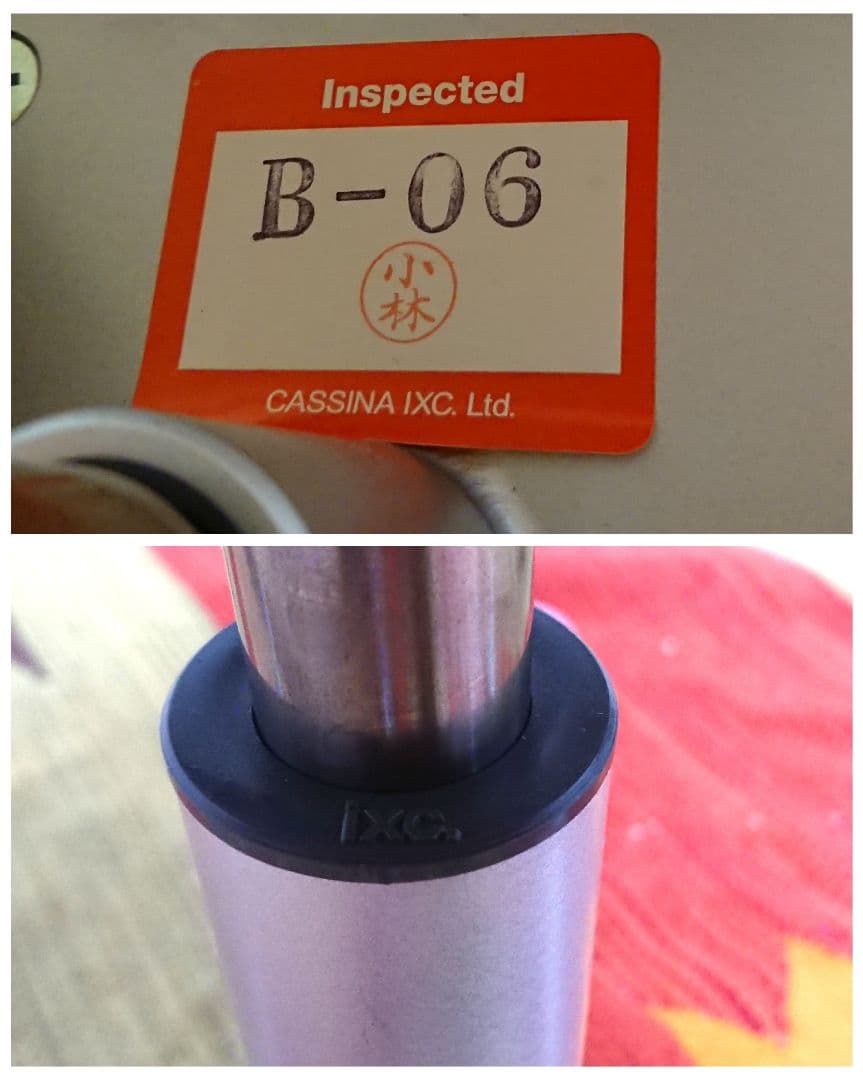 Inspected
B-06
小
林
CASSINA IXC. Ltd.
ixc.